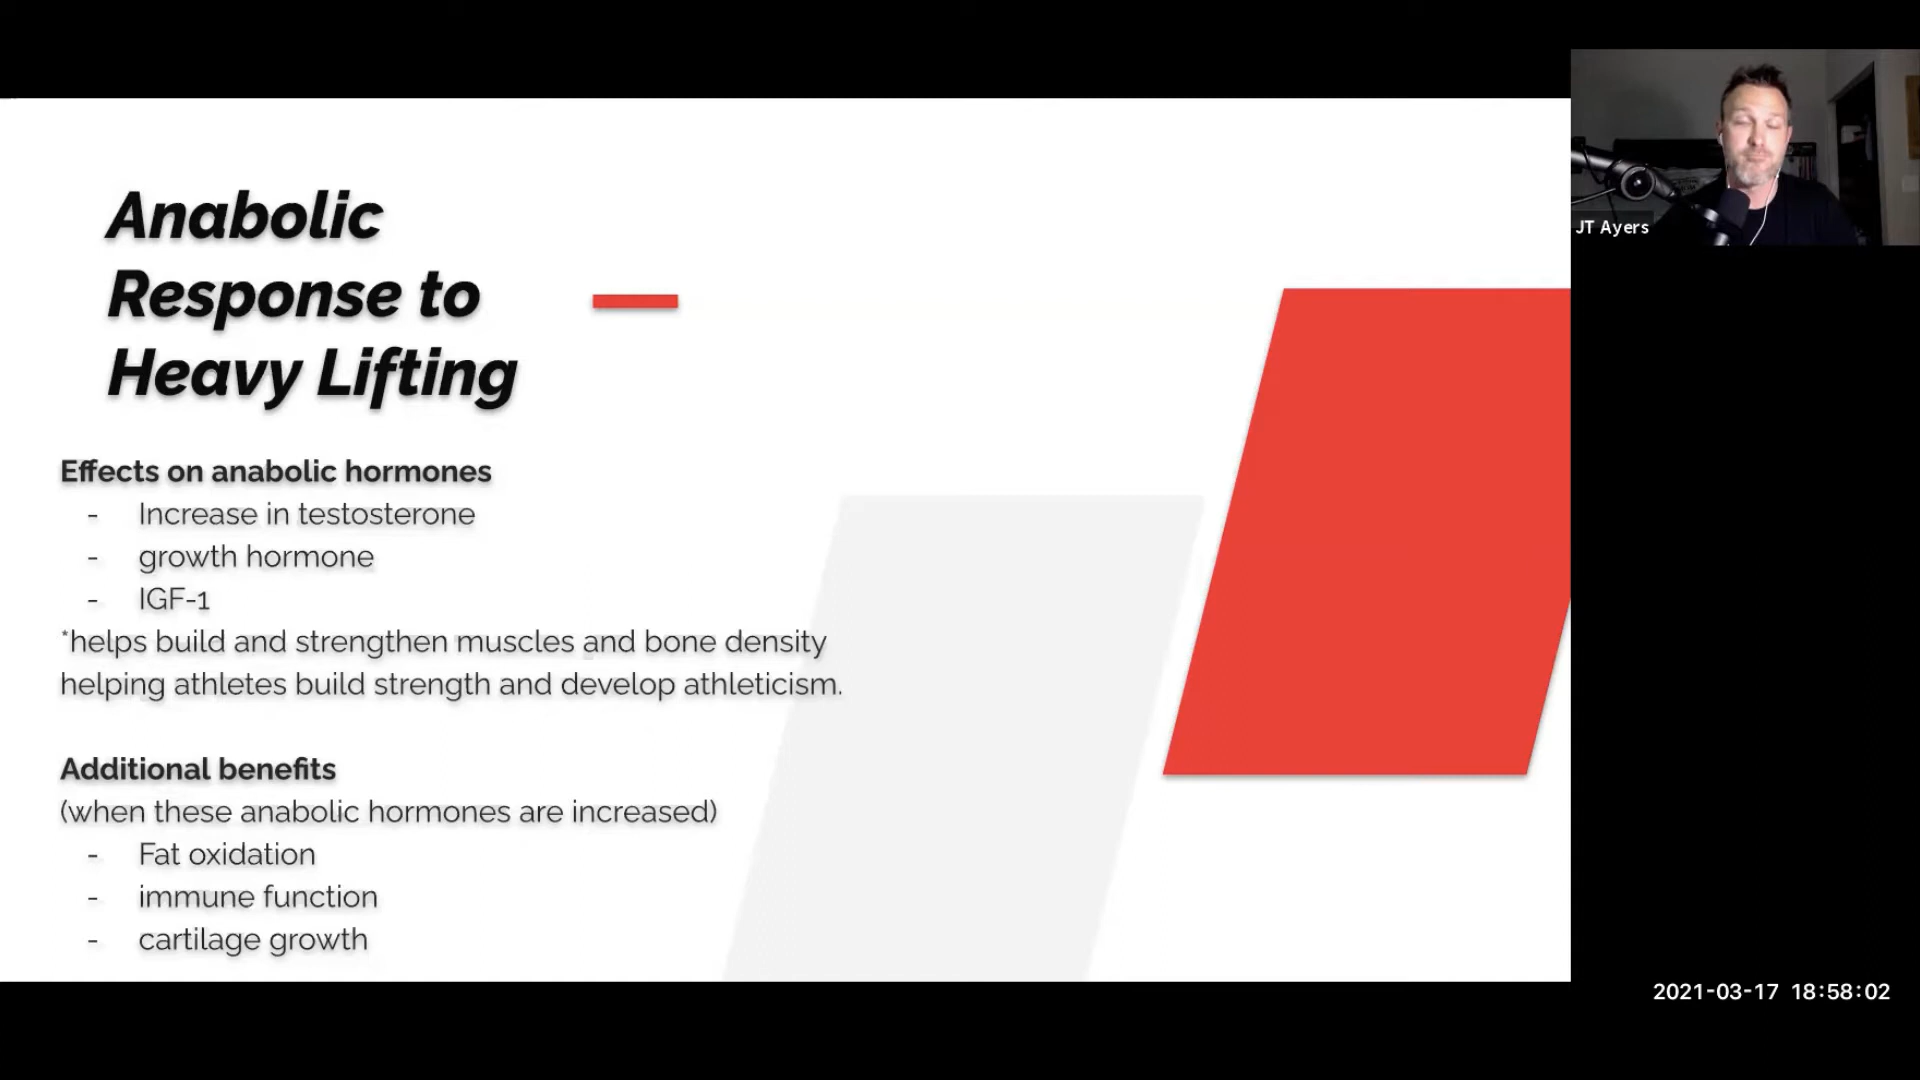 Anabolic
Response to
Heavy Lifting
Effects on anabolic hormones
- Increase in testosterone
- growth hormone
- IGF-1
*helps build and strengthen muscles and bone density
helping athletes build strength and develop athleticism.
Additional benefits
(when these anabolic hormones are increased)
- Fat oxidation
- immune function
- cartilage growth
JT Ayers
2021-03-17 18:58:02